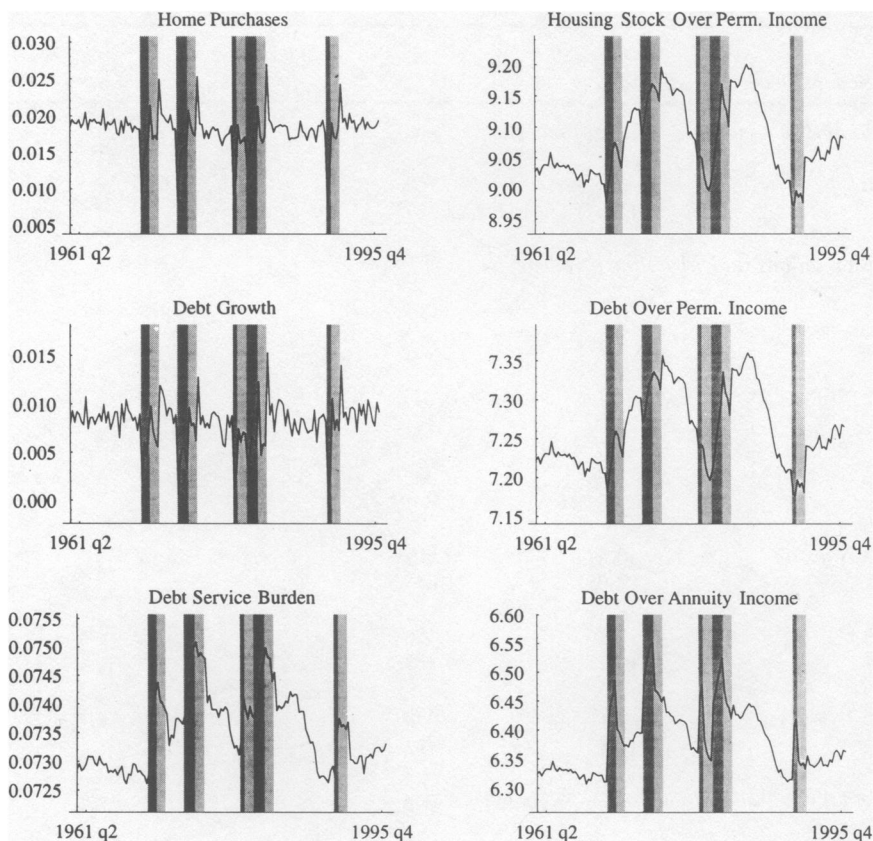 Home Purchases
0.030
0.025
0.020
0.015
0.010
0.005
1961 q2
1995 q4
Housing Stock Over Perm. Income
9.20
9.15
9.10
9.05
9.00
8.95
1961 q2
1995 q4
Debt Growth
0.015
0.010
0.005
0.000
1961 q2
1995 q4
Debt Over Perm. Income
7.35
7.30
7.25
7.20
7.15
1961 q2
1995 q4
Debt Service Burden
0.0755
0.0750
0.0745
0.0740
0.0735
0.0730
0.0725
1961 q2
1995 q4
Debt Over Annuity Income
6.60
6.55
6.50
6.45
6.40
6.35
6.30
1961 q2
1995 q4